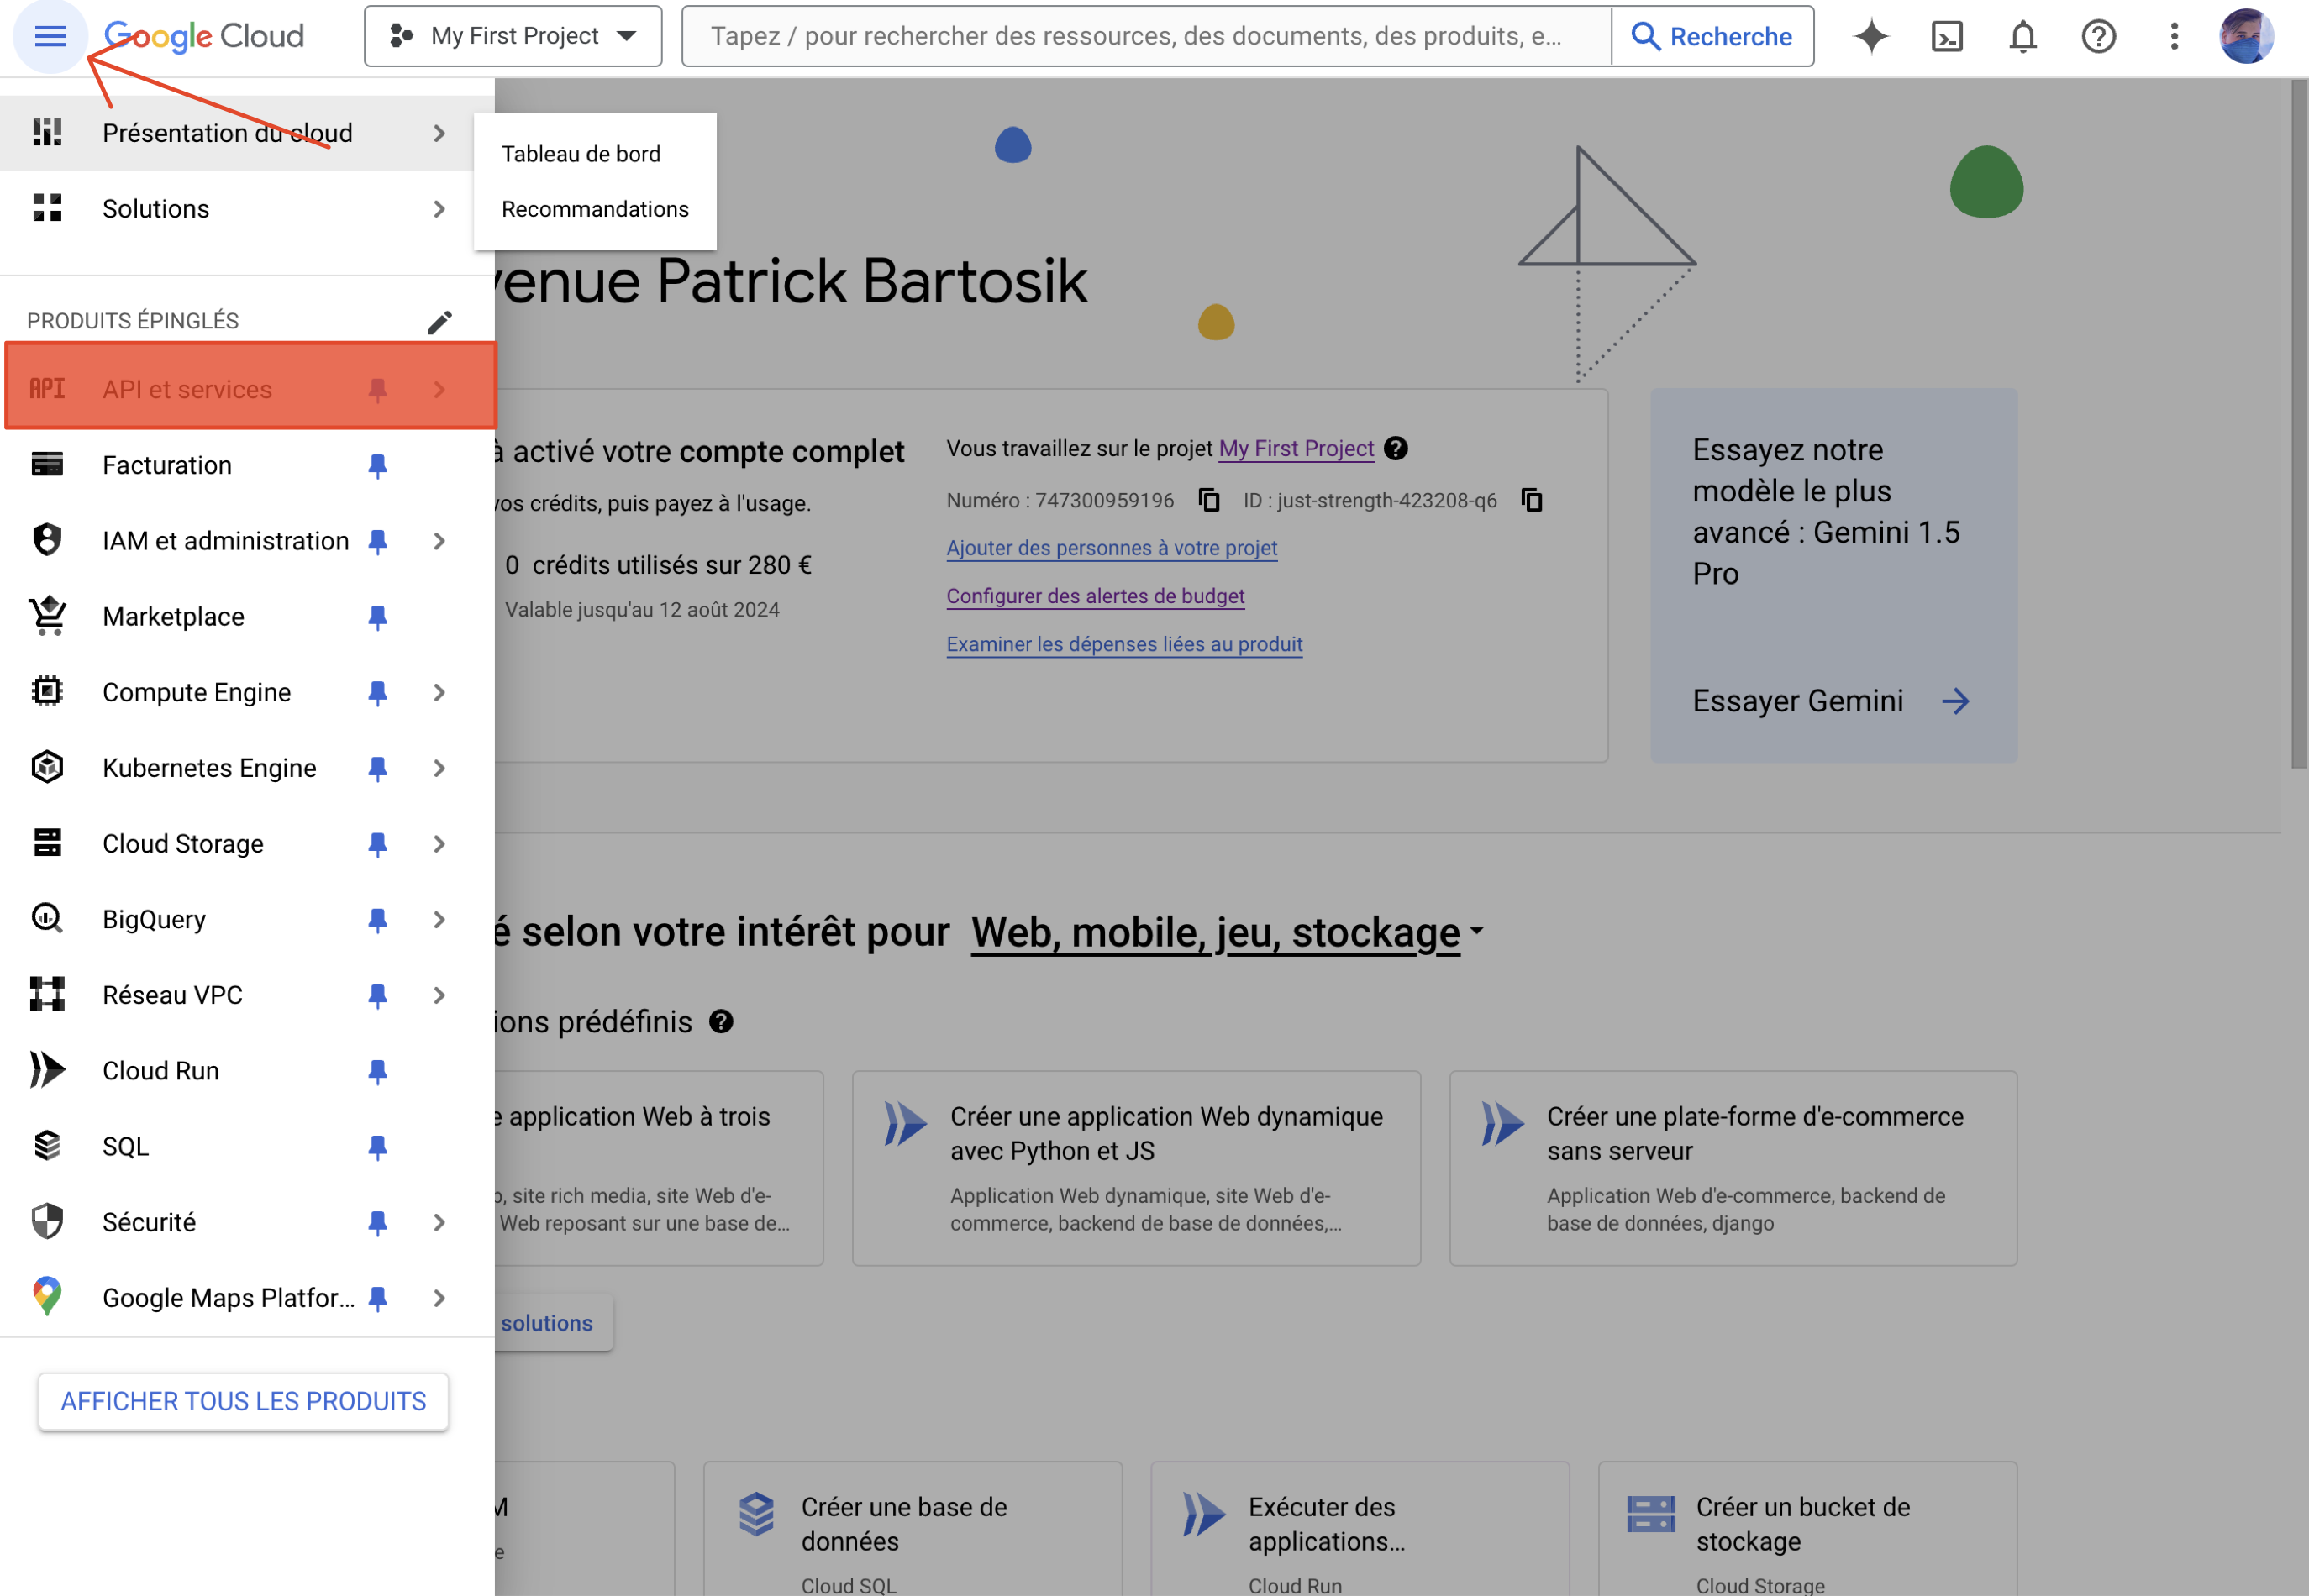 Google Cloud
My First Project
Tapez / pour rechercher des ressources, des documents, des produits, e...
Recherche
Présentation du cloud
Solutions
Tableau de bord
Recommandations
venue Patrick Bartosik
PRODUITS ÉPINGLÉS
API API et services
Facturation
IAM et administration
Marketplace
Compute Engine
Kubernetes Engine
Cloud Storage
BigQuery
Réseau VPC
Cloud Run
SQL
Sécurité
Google Maps Platfor...
AFFICHER TOUS LES PRODUITS
à activé votre compte complet
vos crédits, puis payez à l'usage.
0 crédits utilisés sur 280 €
Valable jusqu'au 12 août 2024
Vous travaillez sur le projet My First Project
Numéro : 747300959196 ID : just-strength-423208-q6
Ajouter des personnes à votre projet
Configurer des alertes de budget
Examiner les dépenses liées au produit
Essayez notre
modèle le plus
avancé : Gemini 1.5
Pro
Essayer Gemini
é selon votre intérêt pour Web, mobile, jeu, stockage
ions prédéfinis
e application Web à trois
, site rich media, site Web d'e-
Web reposant sur une base de...
Créer une application Web dynamique
avec Python et JS
Application Web dynamique, site Web d'e-
commerce, backend de base de données,...
Créer une plate-forme d'e-commerce
sans serveur
Application Web d'e-commerce, backend de
base de données, django
solutions
M
e
Créer une base de
données
Cloud SQL
Exécuter des
applications...
Cloud Run
Créer un bucket de
stockage
Cloud Storage